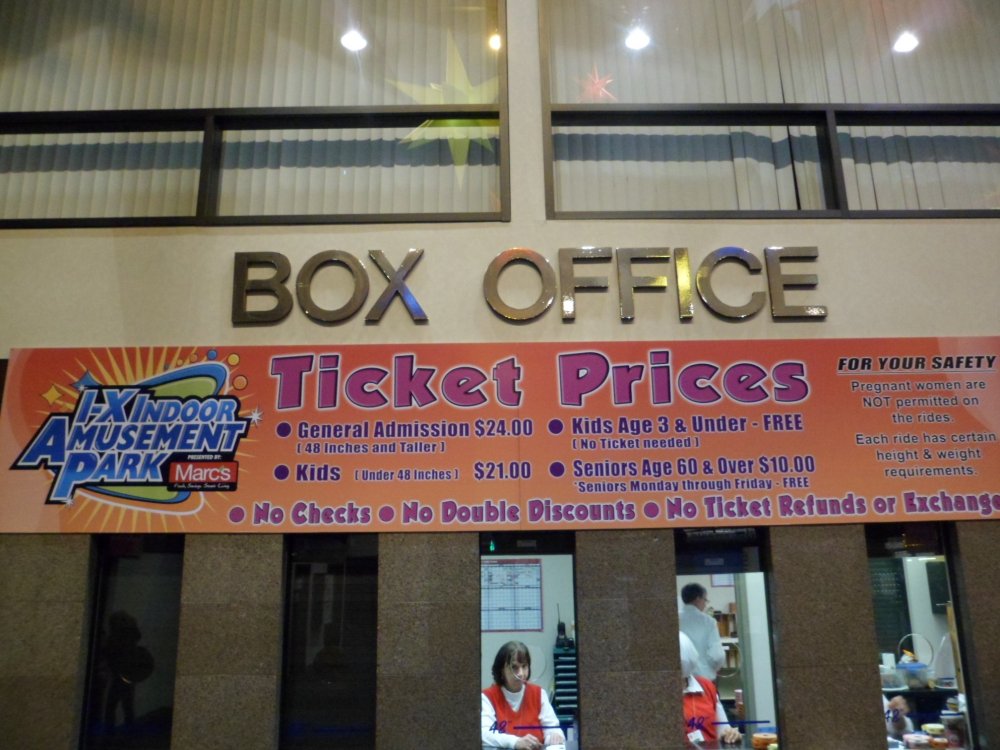 BOX OFFICE
I-X INDOOR
AMUSEMENT
PARK
PRESENTED BY:
Marc's
Ticket Prices
● General Admission $24.00
( 48 Inches and Taller )
● Kids ( Under 48 Inches ) $21.00
● Kids Age 3 & Under - FREE
( No Ticket needed )
● Seniors Age 60 & Over $10.00
*Seniors Monday through Friday - FREE
● No Checks ● No Double Discounts ● No Ticket Refunds or Exchange
FOR YOUR SAFETY
Pregnant women are
NOT permitted on
the rides.
Each ride has certain
height & weight
requirements.
48"
48"
48"